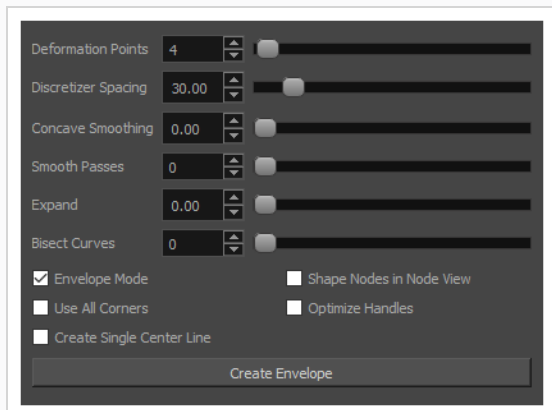 Deformation Points 4
Discretizer Spacing 30.00
Concave Smoothing 0.00
Smooth Passes 0
Expand 0.00
Bisect Curves 0
Envelope Mode Shape Nodes in Node View
Use All Corners Optimize Handles
Create Single Center Line
Create Envelope